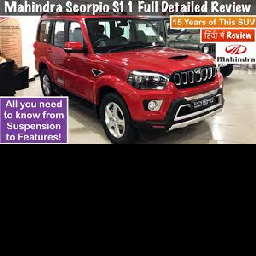 Mahindra Scorpio S11 Full Detailed Review
15 Years of This SUV
हिंदी में Review
Mahindra
All you need
to know from
Suspension
to Features!